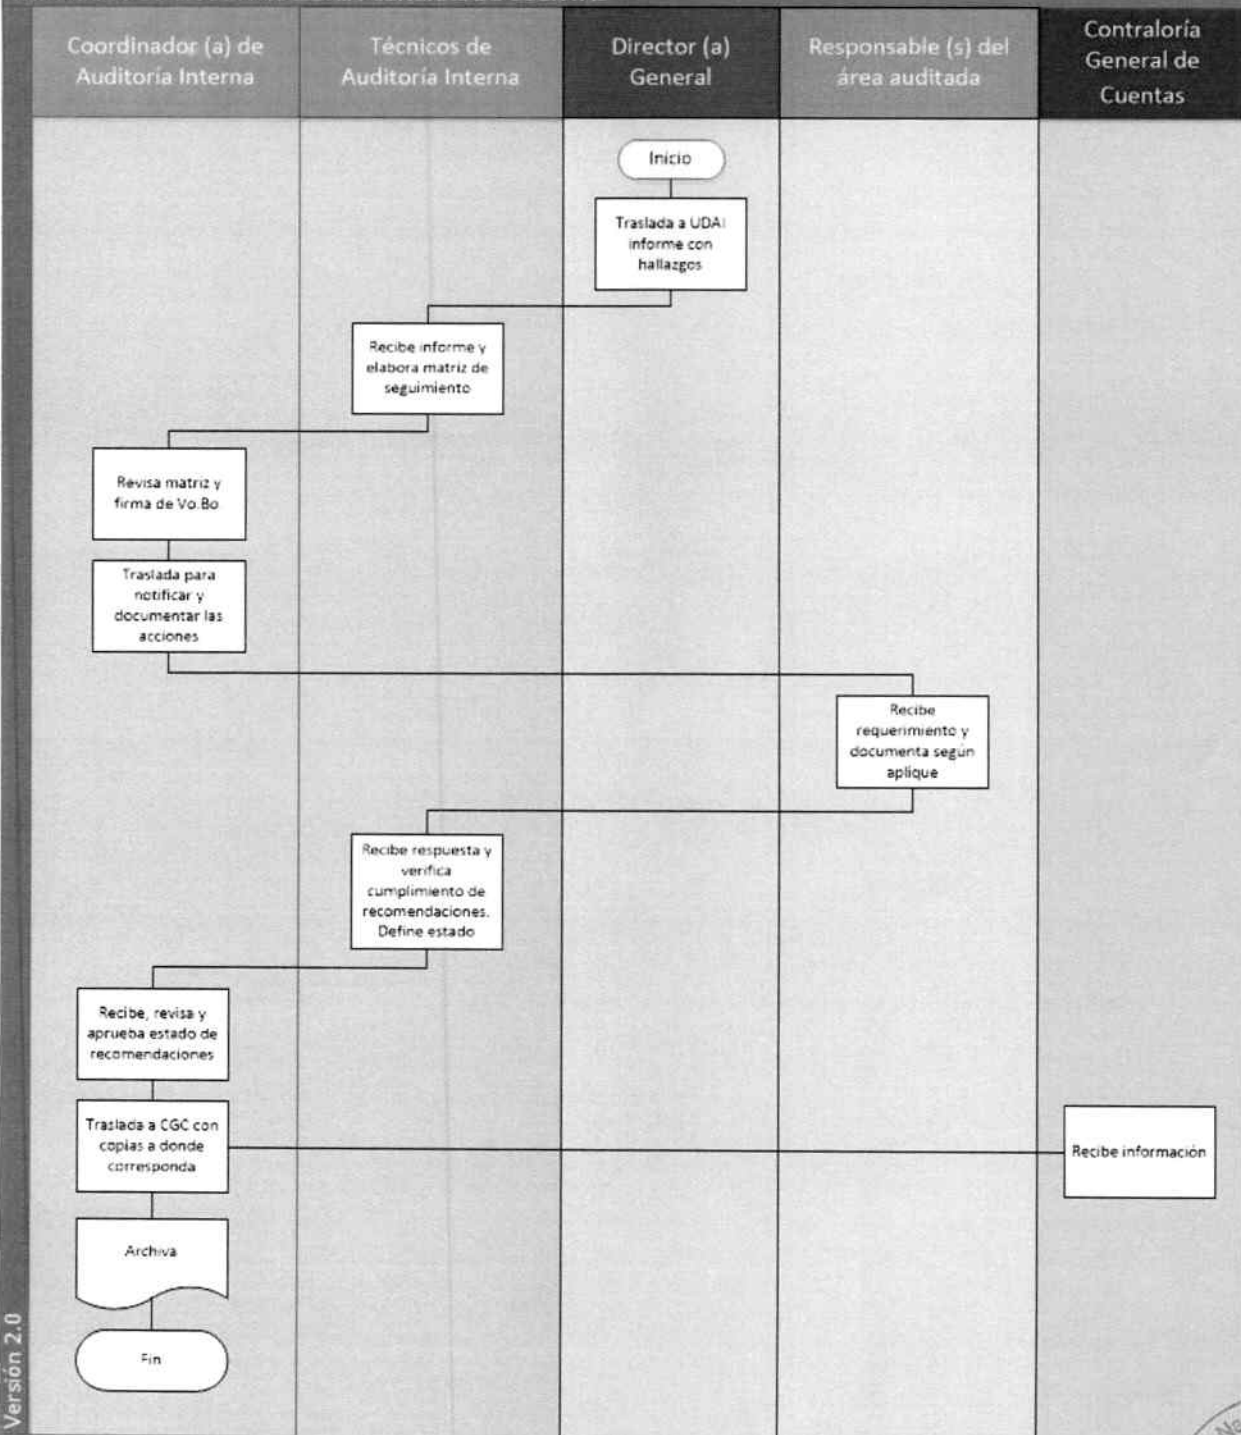 Coordinador (a) de
Auditoría Interna
Técnicos de
Auditoría Interna
Director (a)
General
Responsable (s) del
área auditada
Contraloría
General de
Cuentas
Inicio
Traslada a UDAI
informe con
hallazgos
Recibe informe y
elabora matriz de
seguimiento
Revisa matriz y
firma de Vo.Bo
Traslada para
notificar y
documentar las
acciones
Recibe
requerimiento y
documenta según
aplique
Recibe respuesta y
verifica
cumplimiento de
recomendaciones.
Define estado
Recibe, revisa y
aprueba estado de
recomendaciones
Traslada a CGC con
copias a donde
corresponda
Recibe información
Archiva
Fin
Versión 2.0